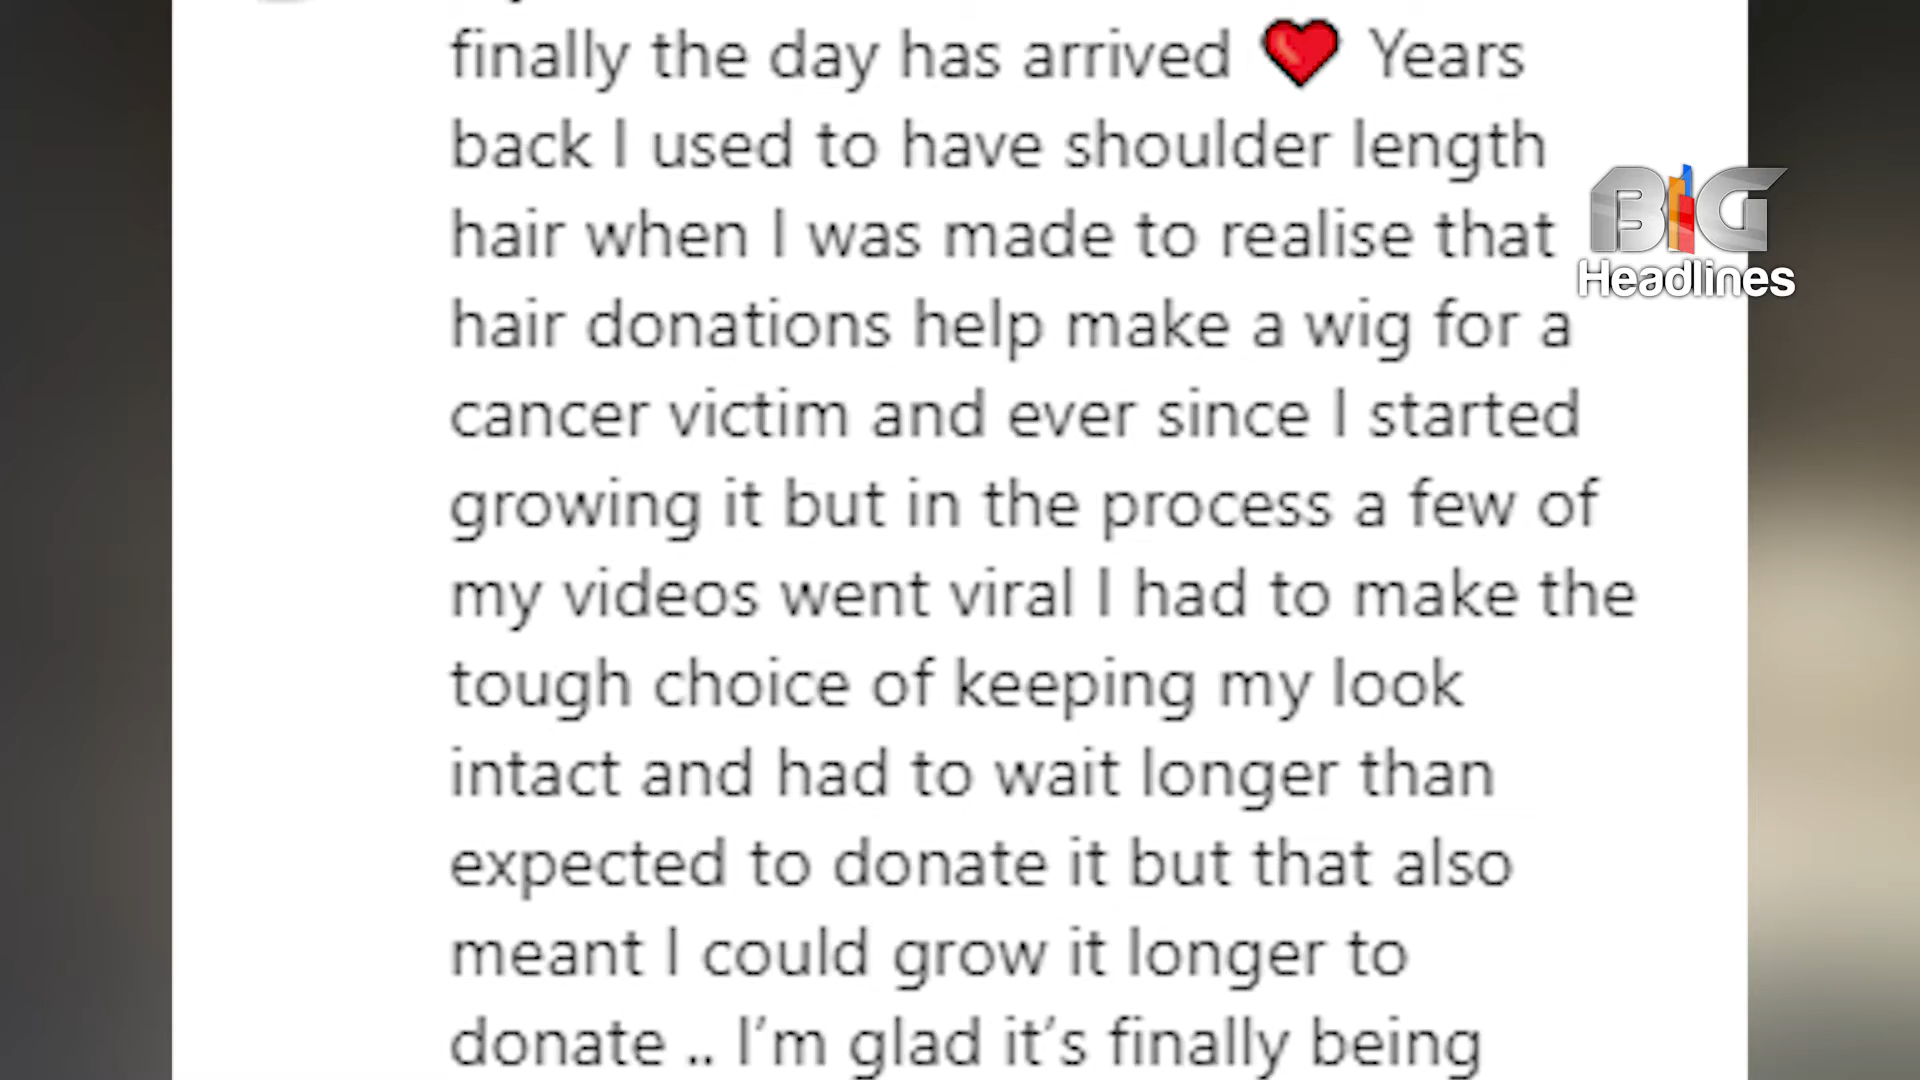 finally the day has arrived ❤️ Years
back I used to have shoulder length
hair when I was made to realise that
hair donations help make a wig for a
cancer victim and ever since I started
growing it but in the process a few of
my videos went viral I had to make the
tough choice of keeping my look
intact and had to wait longer than
expected to donate it but that also
meant I could grow it longer to
donate .. I’m glad it’s finally being
BIG
Headlines